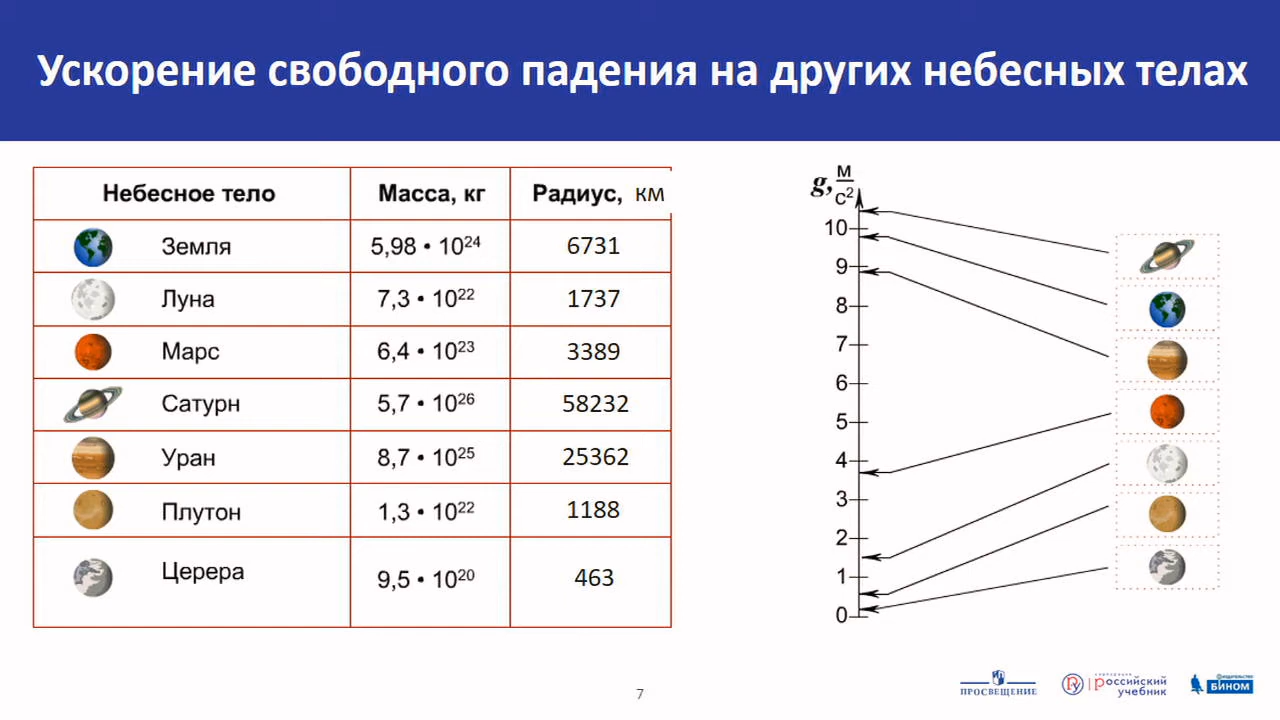 Ускорение свободного падения на других небесных телах
Небесное тело Масса, кг Радиус, км
Земля 5,98 • 10²⁴ 6731
Луна 7,3 • 10²² 1737
Марс 6,4 • 10²³ 3389
Сатурн 5,7 • 10²⁶ 58232
Уран 8,7 • 10²⁵ 25362
Плутон 1,3 • 10²² 1188
Церера 9,5 • 10²⁰ 463
g, м/с²
10
9
8
7
6
5
4
3
2
1
0
7
ПРОСВЕЩЕНИЕ
российский
учебник
БИНОМ